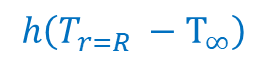 h(T_{r=R} − T_∞)